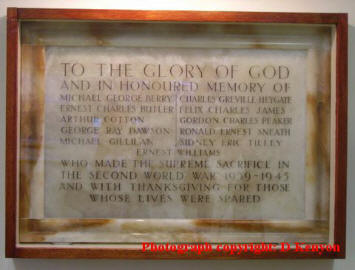 TO THE GLORY OF GOD
AND IN HONOURED MEMORY OF
MICHAEL GEORGE BERRY CHARLES GREVILLE HEYGATE
ERNEST CHARLES BUTLER FELIX CHARLES JAMES
ARTHUR COTTON GORDON CHARLES PEAKER
GEORGE RAY DAWSON RONALD ERNEST SNEATH
MICHAEL GILLILAN SIDNEY ERIC TILLEY
ERNEST WILLIAMS
WHO MADE THE SUPREME SACRIFICE IN
THE SECOND WORLD WAR 1939-1945
AND WITH THANKSGIVING FOR THOSE
WHOSE LIVES WERE SPARED
Photograph copyright: D Kenyon